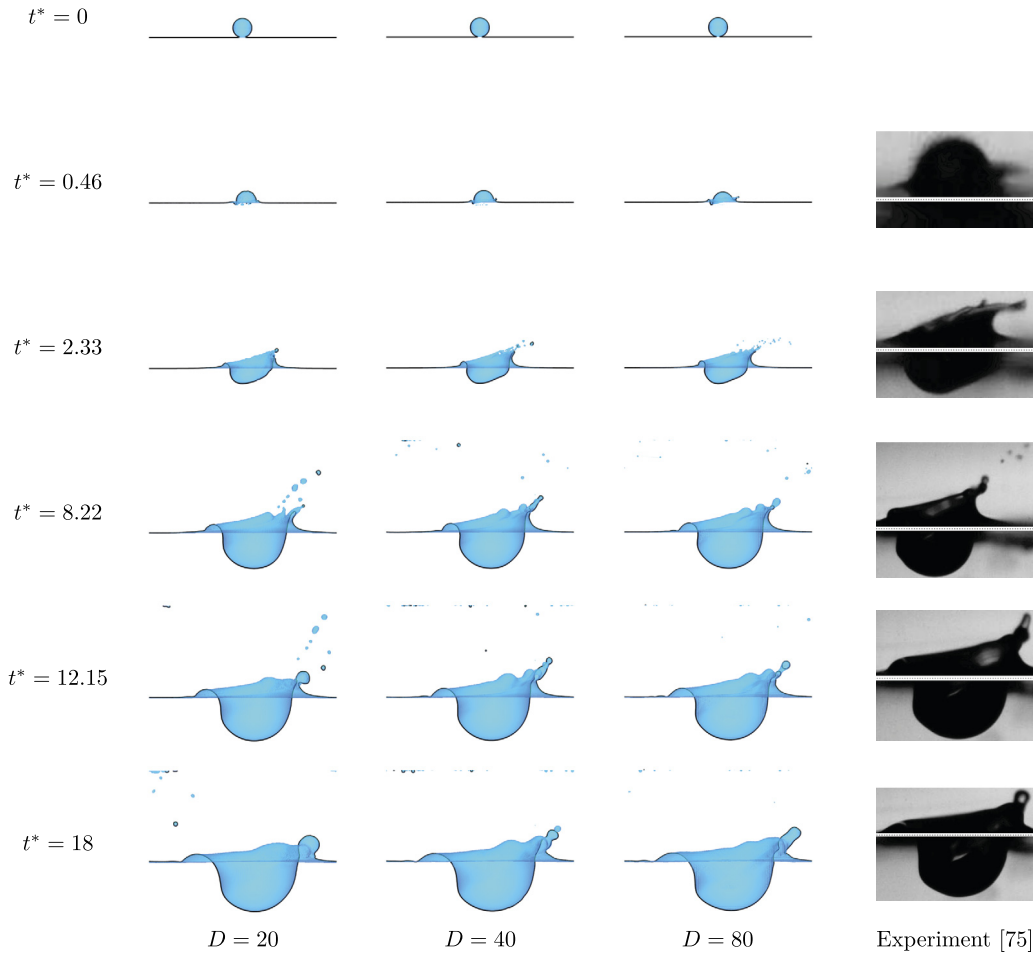 t* = 0
t* = 0.46
t* = 2.33
t* = 8.22
t* = 12.15
t* = 18
D = 20 D = 40 D = 80 Experiment [75]